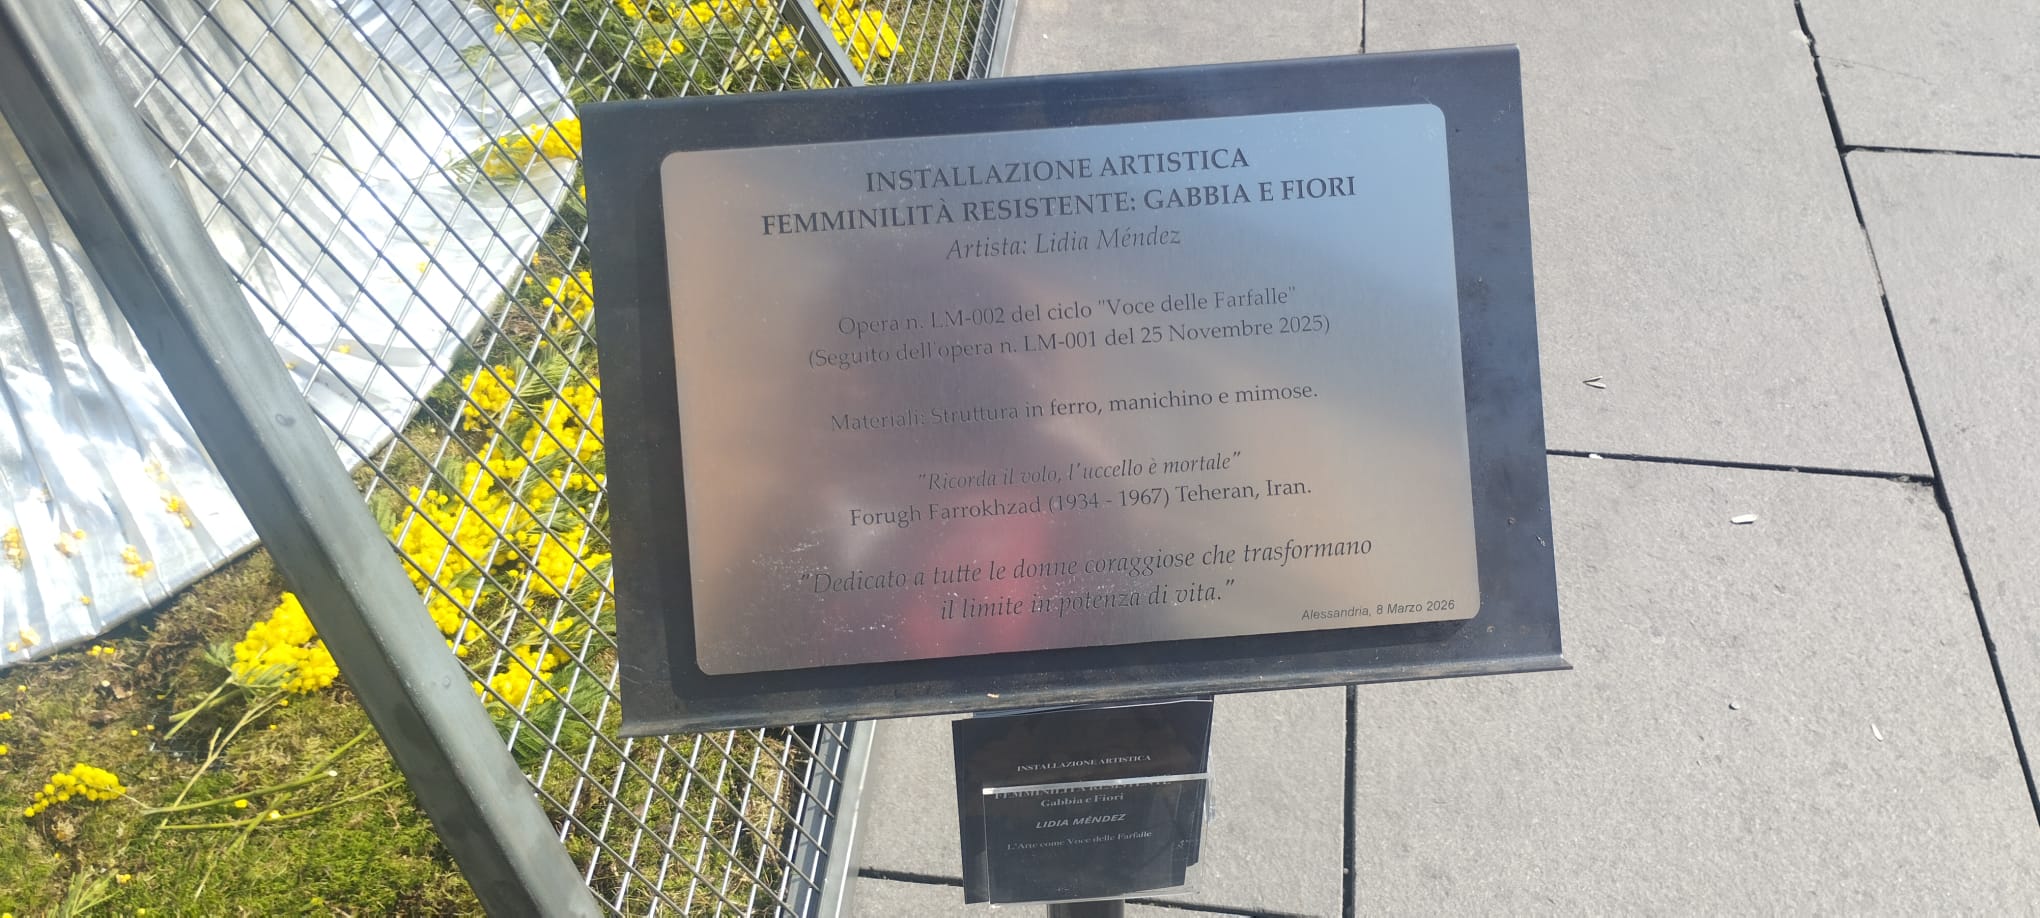 INSTALLAZIONE ARTISTICA
FEMMINILITÀ RESISTENTE: GABBIA E FIORI
Artista: Lidia Méndez
Opera n. LM-002 del ciclo "Voce delle Farfalle"
(Seguito dell'opera n. LM-001 del 25 Novembre 2025)
Materiali: Struttura in ferro, manichino e mimose.
"Ricorda il volo, l'uccello è mortale"
Forugh Farrokhzad (1934 - 1967) Teheran, Iran.
"Dedicato a tutte le donne coraggiose che trasformano
il limite in potenza di vita."
Alessandria, 8 Marzo 2026
INSTALLAZIONE ARTISTICA
FEMMINILITÀ RESISTENTE:
Gabbia e Fiori
LIDIA MÉNDEZ
L'Arte come Voce delle Farfalle